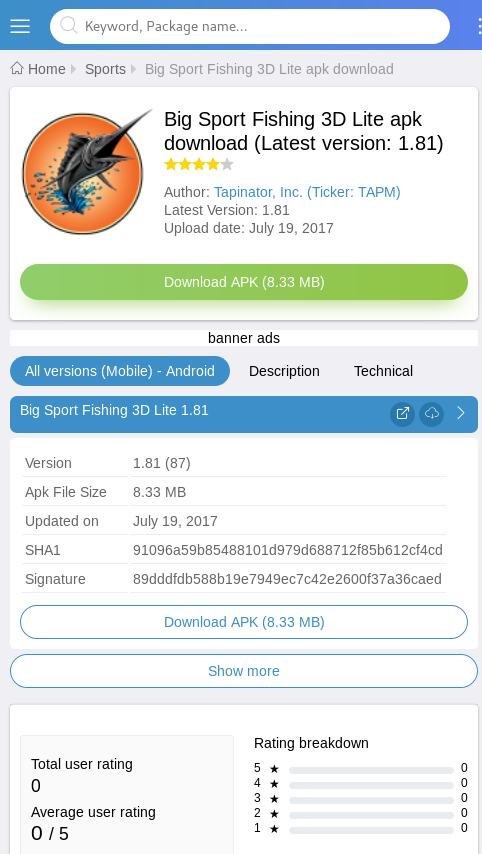 Keyword, Package name...
Home Sports Big Sport Fishing 3D Lite apk download
Big Sport Fishing 3D Lite apk
download (Latest version: 1.81)
Author: Tapinator, Inc. (Ticker: TAPM)
Latest Version: 1.81
Upload date: July 19, 2017
Download APK (8.33 MB)
banner ads
All versions (Mobile) - Android Description Technical
Big Sport Fishing 3D Lite 1.81
Version 1.81 (87)
Apk File Size 8.33 MB
Updated on July 19, 2017
SHA1 91096a59b85488101d979d688712f85b612cf4cd
Signature 89dddfdb588b19e7949ec7c42e2600f37a36caed
Download APK (8.33 MB)
Show more
Rating breakdown
Total user rating
0
Average user rating
0 / 5
5 ★ 0
4 ★ 0
3 ★ 0
2 ★ 0
1 ★ 0